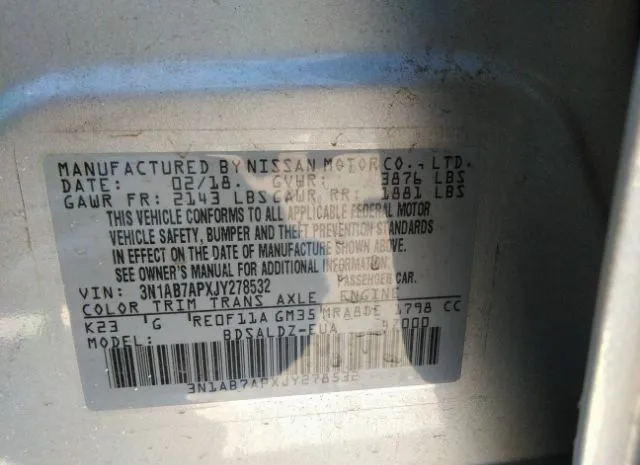 MANUFACTURED BY NISSAN MOTOR CO., LTD.
DATE: 02/18. GVWR: 3876 LBS
GAWR FR: 2143 LBS GAWR RR: 1881 LBS
THIS VEHICLE CONFORMS TO ALL APPLICABLE FEDERAL MOTOR
VEHICLE SAFETY, BUMPER AND THEFT PREVENTION STANDARDS
IN EFFECT ON THE DATE OF MANUFACTURE SHOWN ABOVE.
SEE OWNER'S MANUAL FOR ADDITIONAL INFORMATION.
PASSENGER CAR.
VIN: 3N1AB7APXJY278532
COLOR TRIM TRANS AXLE ENGINE
K23 G RE0F11A GM35 MRA8DE 1798 CC
MODEL: BDSALDZ-EUA
3N1AB7APXJY278532